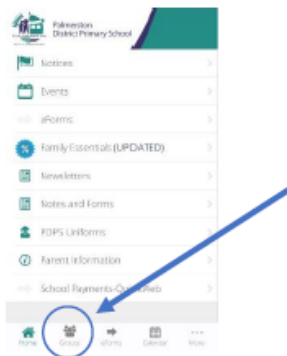 Palmerston
District Primary School
Notices
Events
eForms
Family Essentials (UPDATED)
Newsletters
Notes and Forms
PDPS Uniforms
Parent Information
School Payments-Quickweb
Home Groups eForms Calendar More